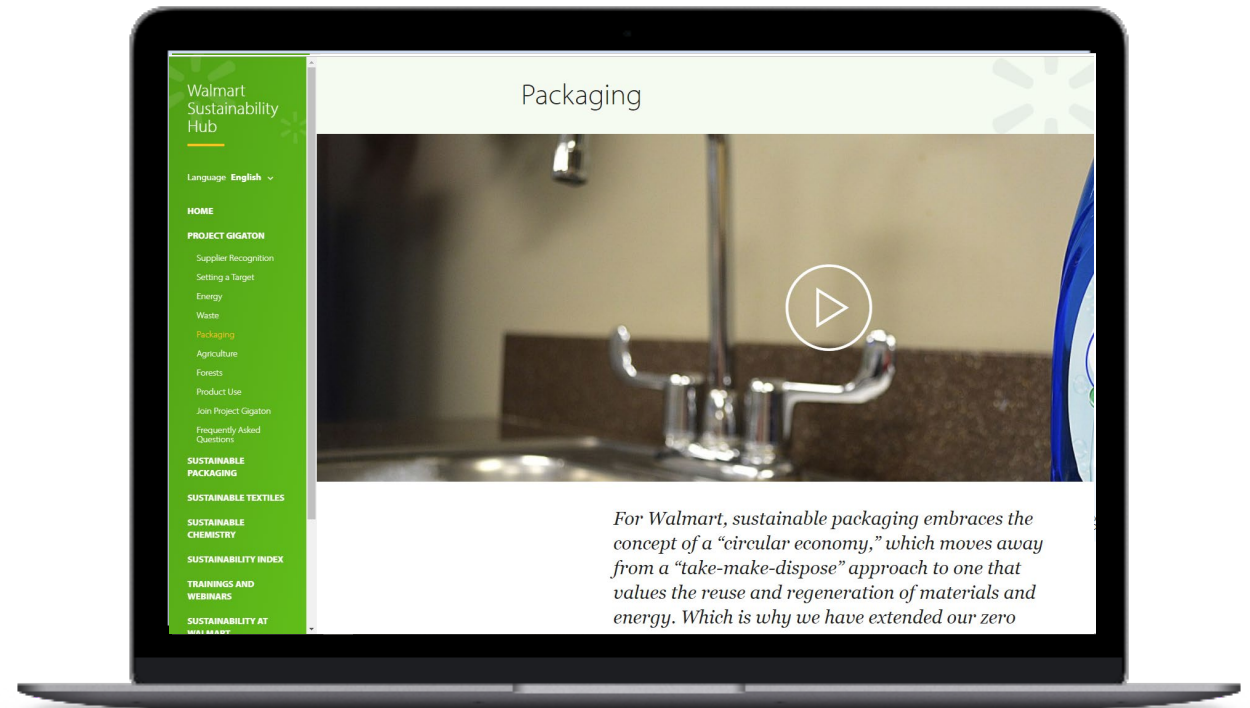 Walmart
Sustainability
Hub
Language English
HOME
PROJECT GIGATON
Supplier Recognition
Setting a Target
Energy
Waste
Packaging
Agriculture
Forests
Product Use
Join Project Gigaton
Frequently Asked
Questions
SUSTAINABLE
PACKAGING
SUSTAINABLE TEXTILES
SUSTAINABLE
CHEMISTRY
SUSTAINABILITY INDEX
TRAININGS AND
WEBINARS
SUSTAINABILITY AT
WALMART
Packaging
For Walmart, sustainable packaging embraces the
concept of a “circular economy,” which moves away
from a “take-make-dispose” approach to one that
values the reuse and regeneration of materials and
energy. Which is why we have extended our zero